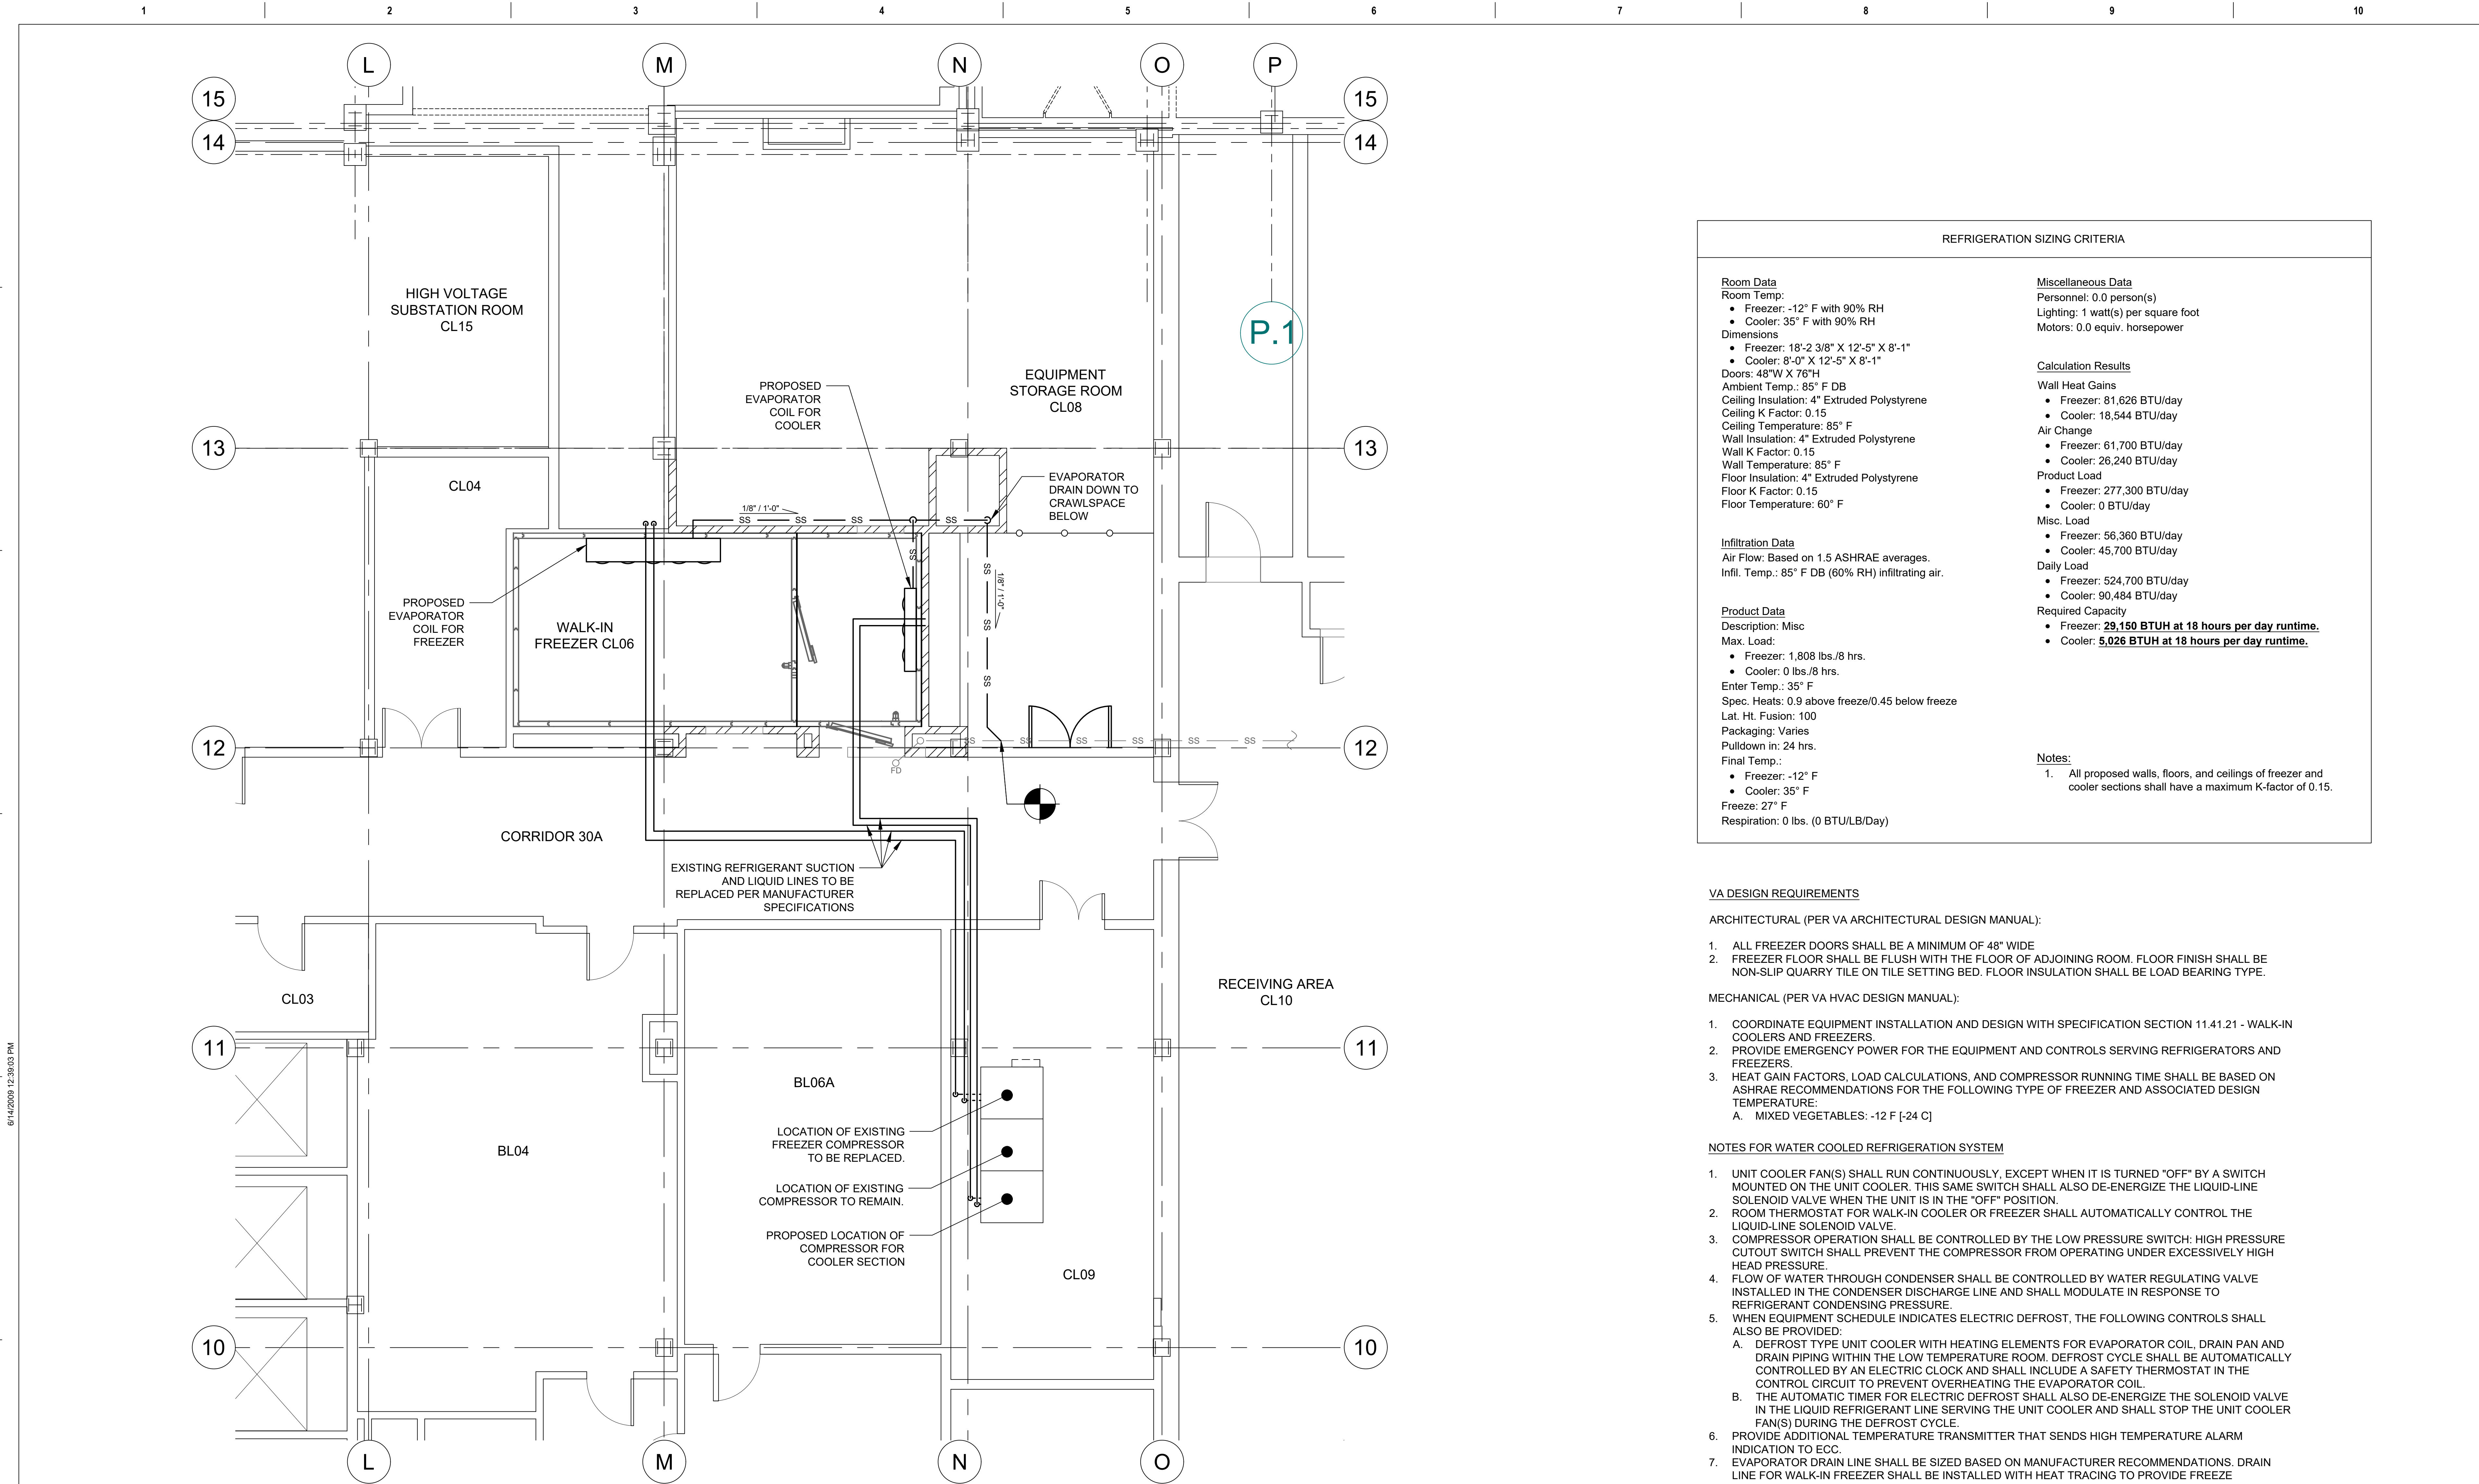 1 2 3 4 5 6 7 8 9 10
L M N O P
15 15
14 14
HIGH VOLTAGE
SUBSTATION ROOM
CL15
P.1
EQUIPMENT
STORAGE ROOM
CL08
PROPOSED
EVAPORATOR
COIL FOR
COOLER
13 13
CL04
EVAPORATOR
DRAIN DOWN TO
CRAWLSPACE
BELOW
1/8" / 1'-0"
SS SS SS SS
SS
SS
1/8" / 1'-0"
SS
SS
PROPOSED
EVAPORATOR
COIL FOR
FREEZER
WALK-IN
FREEZER CL06
12 12
SS SS SS SS SS SS
FD
CORRIDOR 30A
EXISTING REFRIGERANT SUCTION
AND LIQUID LINES TO BE
REPLACED PER MANUFACTURER
SPECIFICATIONS
CL03
RECEIVING AREA
CL10
11 11
BL06A
BL04
LOCATION OF EXISTING
FREEZER COMPRESSOR
TO BE REPLACED.
LOCATION OF EXISTING
COMPRESSOR TO REMAIN.
PROPOSED LOCATION OF
COMPRESSOR FOR
COOLER SECTION
CL09
10 10
L M N O
6/14/2009 12:39:03 PM
REFRIGERATION SIZING CRITERIA
Room Data
Room Temp:
• Freezer: -12° F with 90% RH
• Cooler: 35° F with 90% RH
Dimensions
• Freezer: 18'-2 3/8" X 12'-5" X 8'-1"
• Cooler: 8'-0" X 12'-5" X 8'-1"
Doors: 48"W X 76"H
Ambient Temp.: 85° F DB
Ceiling Insulation: 4" Extruded Polystyrene
Ceiling K Factor: 0.15
Ceiling Temperature: 85° F
Wall Insulation: 4" Extruded Polystyrene
Wall K Factor: 0.15
Wall Temperature: 85° F
Floor Insulation: 4" Extruded Polystyrene
Floor K Factor: 0.15
Floor Temperature: 60° F
Infiltration Data
Air Flow: Based on 1.5 ASHRAE averages.
Infil. Temp.: 85° F DB (60% RH) infiltrating air.
Product Data
Description: Misc
Max. Load:
• Freezer: 1,808 lbs./8 hrs.
• Cooler: 0 lbs./8 hrs.
Enter Temp.: 35° F
Spec. Heats: 0.9 above freeze/0.45 below freeze
Lat. Ht. Fusion: 100
Packaging: Varies
Pulldown in: 24 hrs.
Final Temp.:
• Freezer: -12° F
• Cooler: 35° F
Freeze: 27° F
Respiration: 0 lbs. (0 BTU/LB/Day)
Miscellaneous Data
Personnel: 0.0 person(s)
Lighting: 1 watt(s) per square foot
Motors: 0.0 equiv. horsepower
Calculation Results
Wall Heat Gains
• Freezer: 81,626 BTU/day
• Cooler: 18,544 BTU/day
Air Change
• Freezer: 61,700 BTU/day
• Cooler: 26,240 BTU/day
Product Load
• Freezer: 277,300 BTU/day
• Cooler: 0 BTU/day
Misc. Load
• Freezer: 56,360 BTU/day
• Cooler: 45,700 BTU/day
Daily Load
• Freezer: 524,700 BTU/day
• Cooler: 90,484 BTU/day
Required Capacity
• Freezer: 29,150 BTUH at 18 hours per day runtime.
• Cooler: 5,026 BTUH at 18 hours per day runtime.
Notes:
1. All proposed walls, floors, and ceilings of freezer and
cooler sections shall have a maximum K-factor of 0.15.
VA DESIGN REQUIREMENTS
ARCHITECTURAL (PER VA ARCHITECTURAL DESIGN MANUAL):
1. ALL FREEZER DOORS SHALL BE A MINIMUM OF 48" WIDE
2. FREEZER FLOOR SHALL BE FLUSH WITH THE FLOOR OF ADJOINING ROOM. FLOOR FINISH SHALL BE
NON-SLIP QUARRY TILE ON TILE SETTING BED. FLOOR INSULATION SHALL BE LOAD BEARING TYPE.
MECHANICAL (PER VA HVAC DESIGN MANUAL):
1. COORDINATE EQUIPMENT INSTALLATION AND DESIGN WITH SPECIFICATION SECTION 11.41.21 - WALK-IN
COOLERS AND FREEZERS.
2. PROVIDE EMERGENCY POWER FOR THE EQUIPMENT AND CONTROLS SERVING REFRIGERATORS AND
FREEZERS.
3. HEAT GAIN FACTORS, LOAD CALCULATIONS, AND COMPRESSOR RUNNING TIME SHALL BE BASED ON
ASHRAE RECOMMENDATIONS FOR THE FOLLOWING TYPE OF FREEZER AND ASSOCIATED DESIGN
TEMPERATURE:
A. MIXED VEGETABLES: -12 F [-24 C]
NOTES FOR WATER COOLED REFRIGERATION SYSTEM
1. UNIT COOLER FAN(S) SHALL RUN CONTINUOUSLY, EXCEPT WHEN IT IS TURNED "OFF" BY A SWITCH
MOUNTED ON THE UNIT COOLER. THIS SAME SWITCH SHALL ALSO DE-ENERGIZE THE LIQUID-LINE
SOLENOID VALVE WHEN THE UNIT IS IN THE "OFF" POSITION.
2. ROOM THERMOSTAT FOR WALK-IN COOLER OR FREEZER SHALL AUTOMATICALLY CONTROL THE
LIQUID-LINE SOLENOID VALVE.
3. COMPRESSOR OPERATION SHALL BE CONTROLLED BY THE LOW PRESSURE SWITCH: HIGH PRESSURE
CUTOUT SWITCH SHALL PREVENT THE COMPRESSOR FROM OPERATING UNDER EXCESSIVELY HIGH
HEAD PRESSURE.
4. FLOW OF WATER THROUGH CONDENSER SHALL BE CONTROLLED BY WATER REGULATING VALVE
INSTALLED IN THE CONDENSER DISCHARGE LINE AND SHALL MODULATE IN RESPONSE TO
REFRIGERANT CONDENSING PRESSURE.
5. WHEN EQUIPMENT SCHEDULE INDICATES ELECTRIC DEFROST, THE FOLLOWING CONTROLS SHALL
ALSO BE PROVIDED:
A. DEFROST TYPE UNIT COOLER WITH HEATING ELEMENTS FOR EVAPORATOR COIL, DRAIN PAN AND
DRAIN PIPING WITHIN THE LOW TEMPERATURE ROOM. DEFROST CYCLE SHALL BE AUTOMATICALLY
CONTROLLED BY AN ELECTRIC CLOCK AND SHALL INCLUDE A SAFETY THERMOSTAT IN THE
CONTROL CIRCUIT TO PREVENT OVERHEATING THE EVAPORATOR COIL.
B. THE AUTOMATIC TIMER FOR ELECTRIC DEFROST SHALL ALSO DE-ENERGIZE THE SOLENOID VALVE
IN THE LIQUID REFRIGERANT LINE SERVING THE UNIT COOLER AND SHALL STOP THE UNIT COOLER
FAN(S) DURING THE DEFROST CYCLE.
6. PROVIDE ADDITIONAL TEMPERATURE TRANSMITTER THAT SENDS HIGH TEMPERATURE ALARM
INDICATION TO ECC.
7. EVAPORATOR DRAIN LINE SHALL BE SIZED BASED ON MANUFACTURER RECOMMENDATIONS. DRAIN
LINE FOR WALK-IN FREEZER SHALL BE INSTALLED WITH HEAT TRACING TO PROVIDE FREEZE